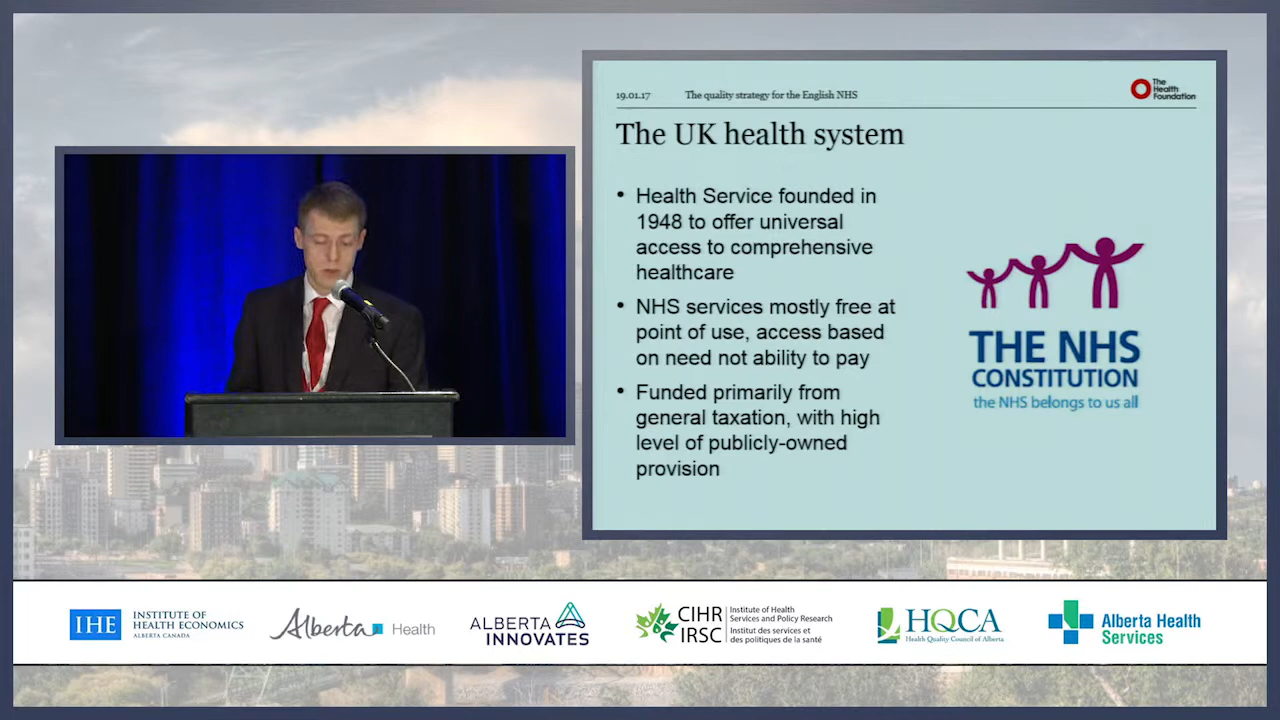 19.01.17 The quality strategy for the English NHS
The
Health
Foundation
The UK health system
• Health Service founded in
1948 to offer universal
access to comprehensive
healthcare
• NHS services mostly free at
point of use, access based
on need not ability to pay
• Funded primarily from
general taxation, with high
level of publicly-owned
provision
THE NHS
CONSTITUTION
the NHS belongs to us all
IHE
INSTITUTE OF
HEALTH ECONOMICS
ALBERTA CANADA
Alberta Health
ALBERTA
INNOVATES
CIHR
IRSC
Institute of Health
Services and Policy Research
Institut des services et
des politiques de la santé
HQCA
Health Quality Council of Alberta
Alberta Health
Services